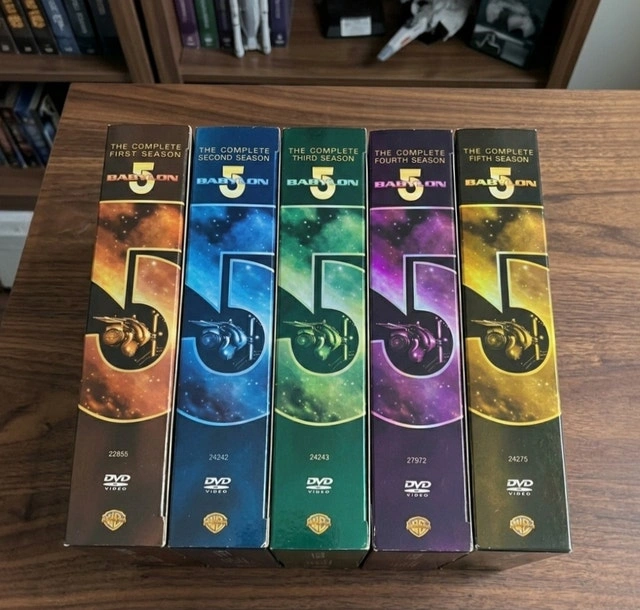 THE COMPLETE
FIRST SEASON
BABYLON
5
22855
DVD
VIDEO
THE COMPLETE
SECOND SEASON
BABYLON
5
24242
DVD
VIDEO
THE COMPLETE
THIRD SEASON
BABYLON
5
24243
DVD
VIDEO
THE COMPLETE
FOURTH SEASON
BABYLON
5
27972
DVD
VIDEO
THE COMPLETE
FIFTH SEASON
BABYLON
5
24275
DVD
VIDEO